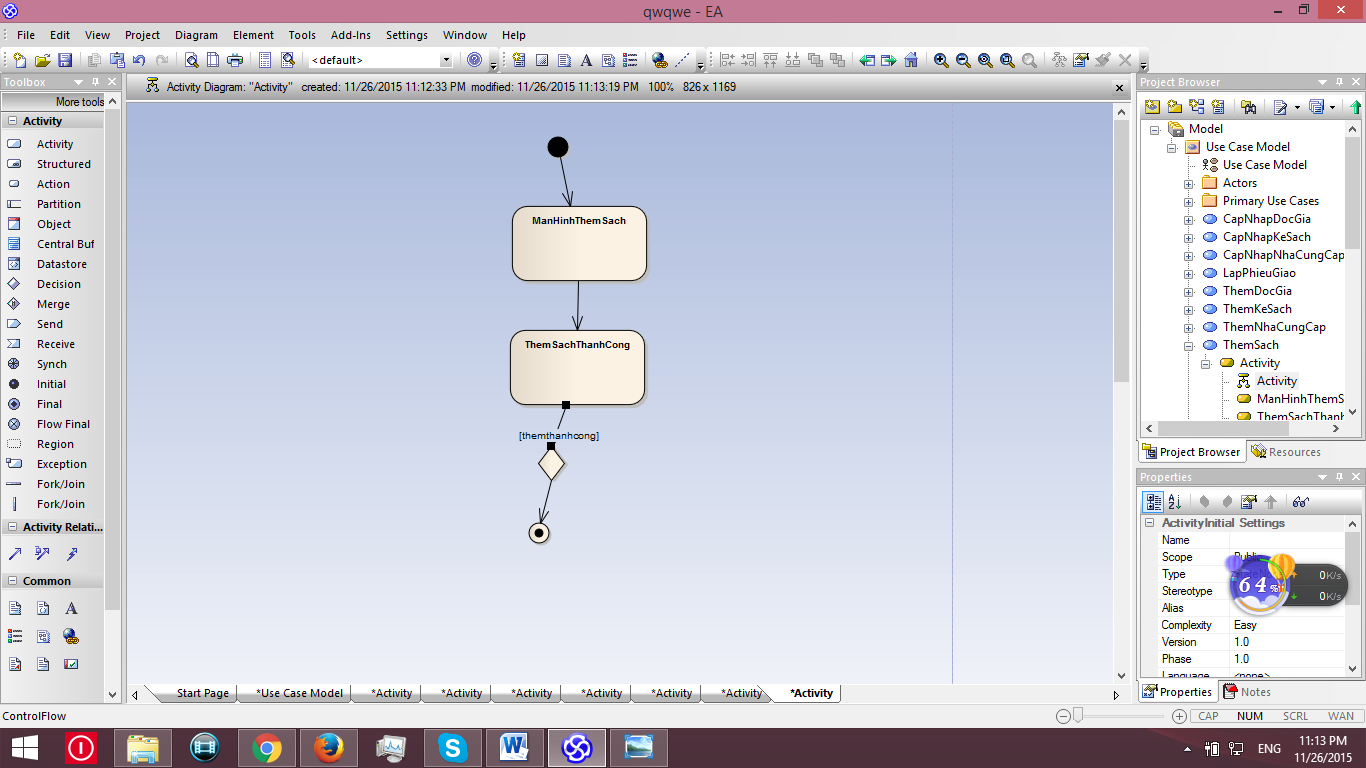 qwqwe - EA
File Edit View Project Diagram Element Tools Add-Ins Settings Window Help
<default>
Toolbox
More tools
Activity
Activity
Structured
Action
Partition
Object
Central Buf
Datastore
Decision
Merge
Send
Receive
Synch
Initial
Final
Flow Final
Region
Exception
Fork/Join
Fork/Join
Activity Relati...
Common
Activity Diagram: "Activity" created: 11/26/2015 11:12:33 PM modified: 11/26/2015 11:13:19 PM 100% 826 x 1169
ManHinhThemSach
ThemSachThanhCong
[themthanhcong]
Start Page *Use Case Model *Activity *Activity *Activity *Activity *Activity *Activity *Activity
Project Browser
Model
Use Case Model
Use Case Model
Actors
Primary Use Cases
CapNhapDocGia
CapNhapKeSach
CapNhapNhaCungCap
LapPhieuGiao
ThemDocGia
ThemKeSach
ThemNhaCungCap
ThemSach
Activity
Activity
ManHinhThemS
ThemSachThanh
Project Browser Resources
Properties
ActivityInitial Settings
Name
Scope Public
Type
Stereotype
Alias
Complexity Easy
Version 1.0
Phase 1.0
Language <none>
64%
0K/s
0K/s
Properties Notes
ControlFlow
CAP NUM SCRL WAN
ENG
11:13 PM
11/26/2015